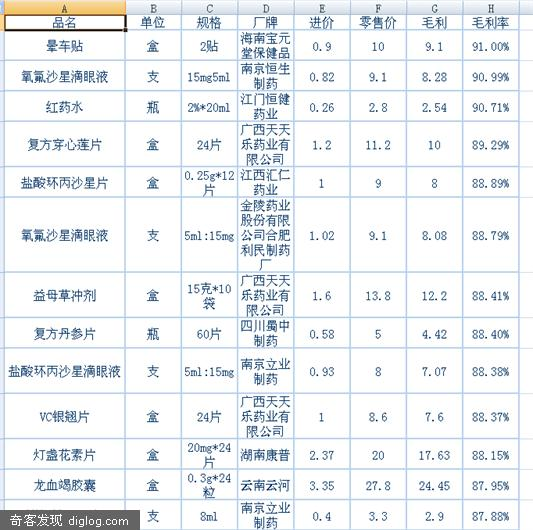 A B C D E F G H
品名 单位 规格 厂牌 进价 零售价 毛利 毛利率
晕车贴 盒 2贴 海南宝元堂保健品 0.9 10 9.1 91.00%
氧氟沙星滴眼液 支 15mg5ml 南京恒生制药 0.82 9.1 8.28 90.99%
红药水 瓶 2%*20ml 江门恒健药业 0.26 2.8 2.54 90.71%
复方穿心莲片 盒 24片 广西天天乐药业有限公司 1.2 11.2 10 89.29%
盐酸环丙沙星片 盒 0.25g*12片 江西汇仁药业 1 9 8 88.89%
氧氟沙星滴眼液 支 5ml:15mg 金陵药业股份有限公司合肥利民制药厂 1.02 9.1 8.08 88.79%
益母草冲剂 盒 15克*10袋 广西天天乐药业有限公司 1.6 13.8 12.2 88.41%
复方丹参片 瓶 60片 四川蜀中制药 0.58 5 4.42 88.40%
盐酸环丙沙星滴眼液 支 5ml:15mg 南京立业制药 0.93 8 7.07 88.38%
VC银翘片 盒 24片 广西天天乐药业有限公司 1 8.6 7.6 88.37%
灯盏花素片 盒 20mg*24片 湖南康普 2.37 20 17.63 88.15%
龙血竭胶囊 盒 0.3g*24粒 云南云河 3.35 27.8 24.45 87.95%
支 8ml 南京立业制药 0.4 3.3 2.9 87.88%
奇客发现 diglog.com